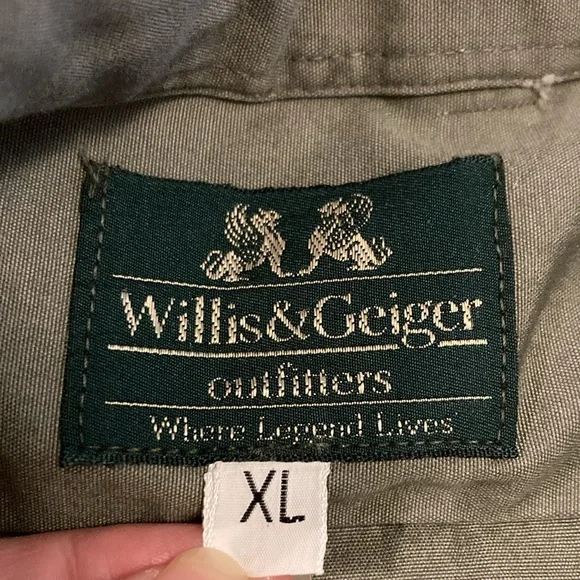 Willis&Geiger
outfitters
Where Legend Lives
XL